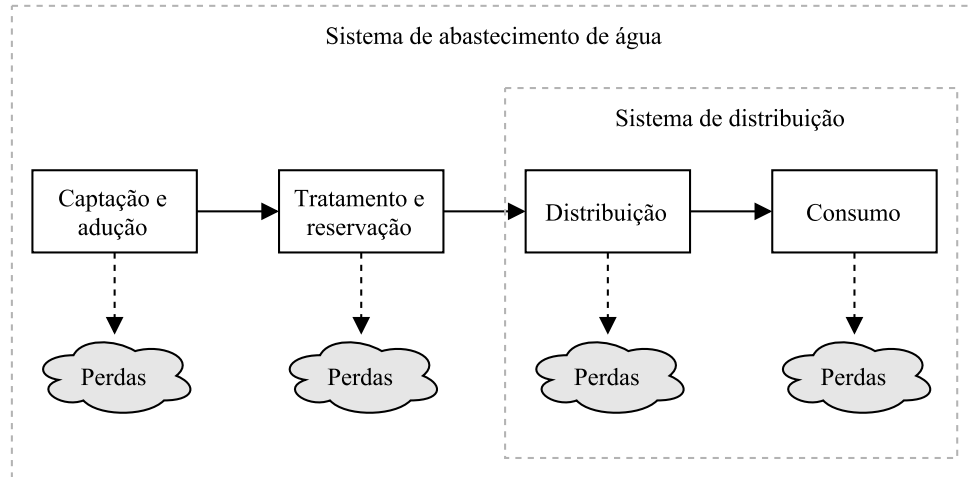 Sistema de abastecimento de água
Sistema de distribuição
Captação e
adução
Tratamento e
reservação
Distribuição
Consumo
Perdas
Perdas
Perdas
Perdas